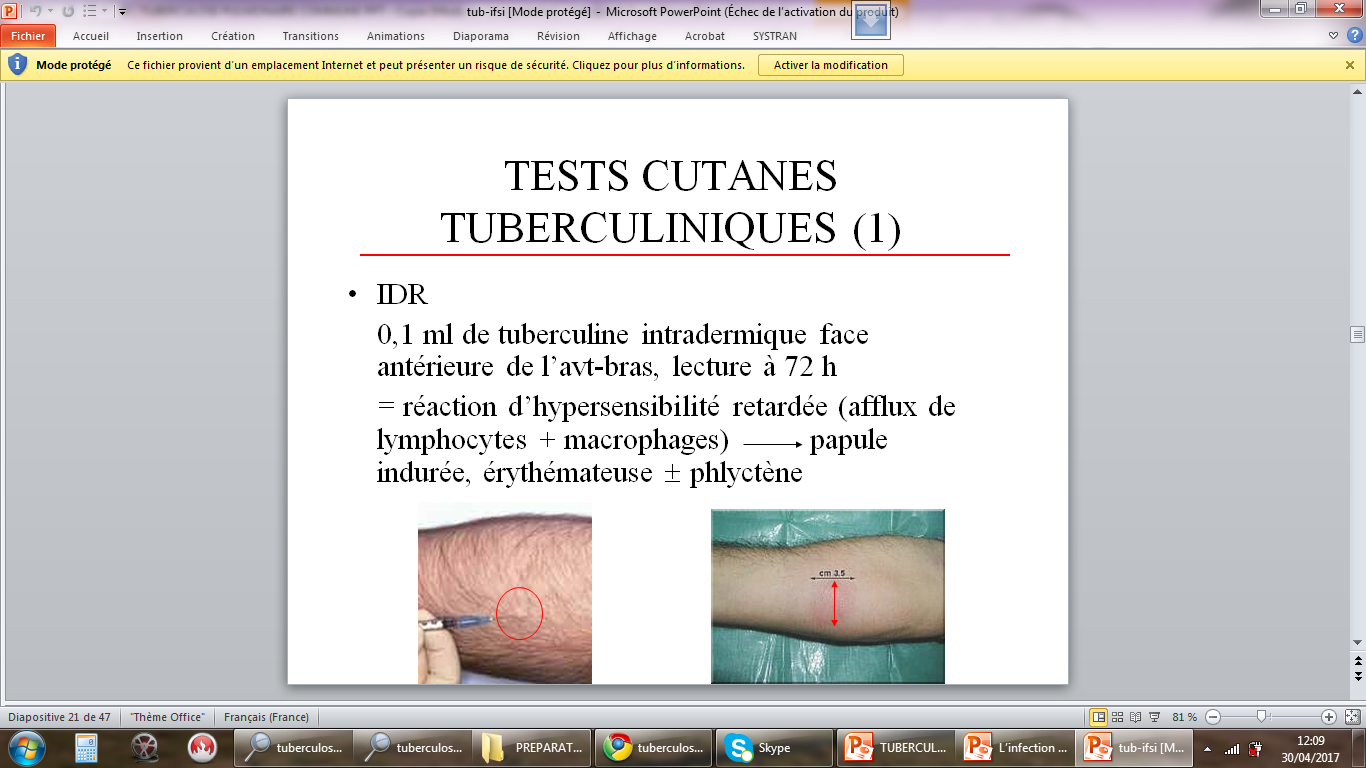 tub-ifsi [Mode protégé] - Microsoft PowerPoint (Échec de l'activation du produit)
Fichier Accueil Insertion Création Transitions Animations Diaporama Révision Affichage Acrobat SYSTRAN
Mode protégé Ce fichier provient d'un emplacement Internet et peut présenter un risque de sécurité. Cliquez pour plus d'informations. Activer la modification
TESTS CUTANES
TUBERCULINIQUES (1)
• IDR
0,1 ml de tuberculine intradermique face
antérieure de l'avt-bras, lecture à 72 h
= réaction d'hypersensibilité retardée (afflux de
lymphocytes + macrophages) → papule
indurée, érythémateuse ± phlyctène
cm 3.5
Diapositive 21 de 47 "Thème Office" Français (France) 81 %
tuberculos... tuberculos... PREPARAT... tuberculos... Skype TUBERCUL... L'infection ... tub-ifsi [M...
12:09
30/04/2017